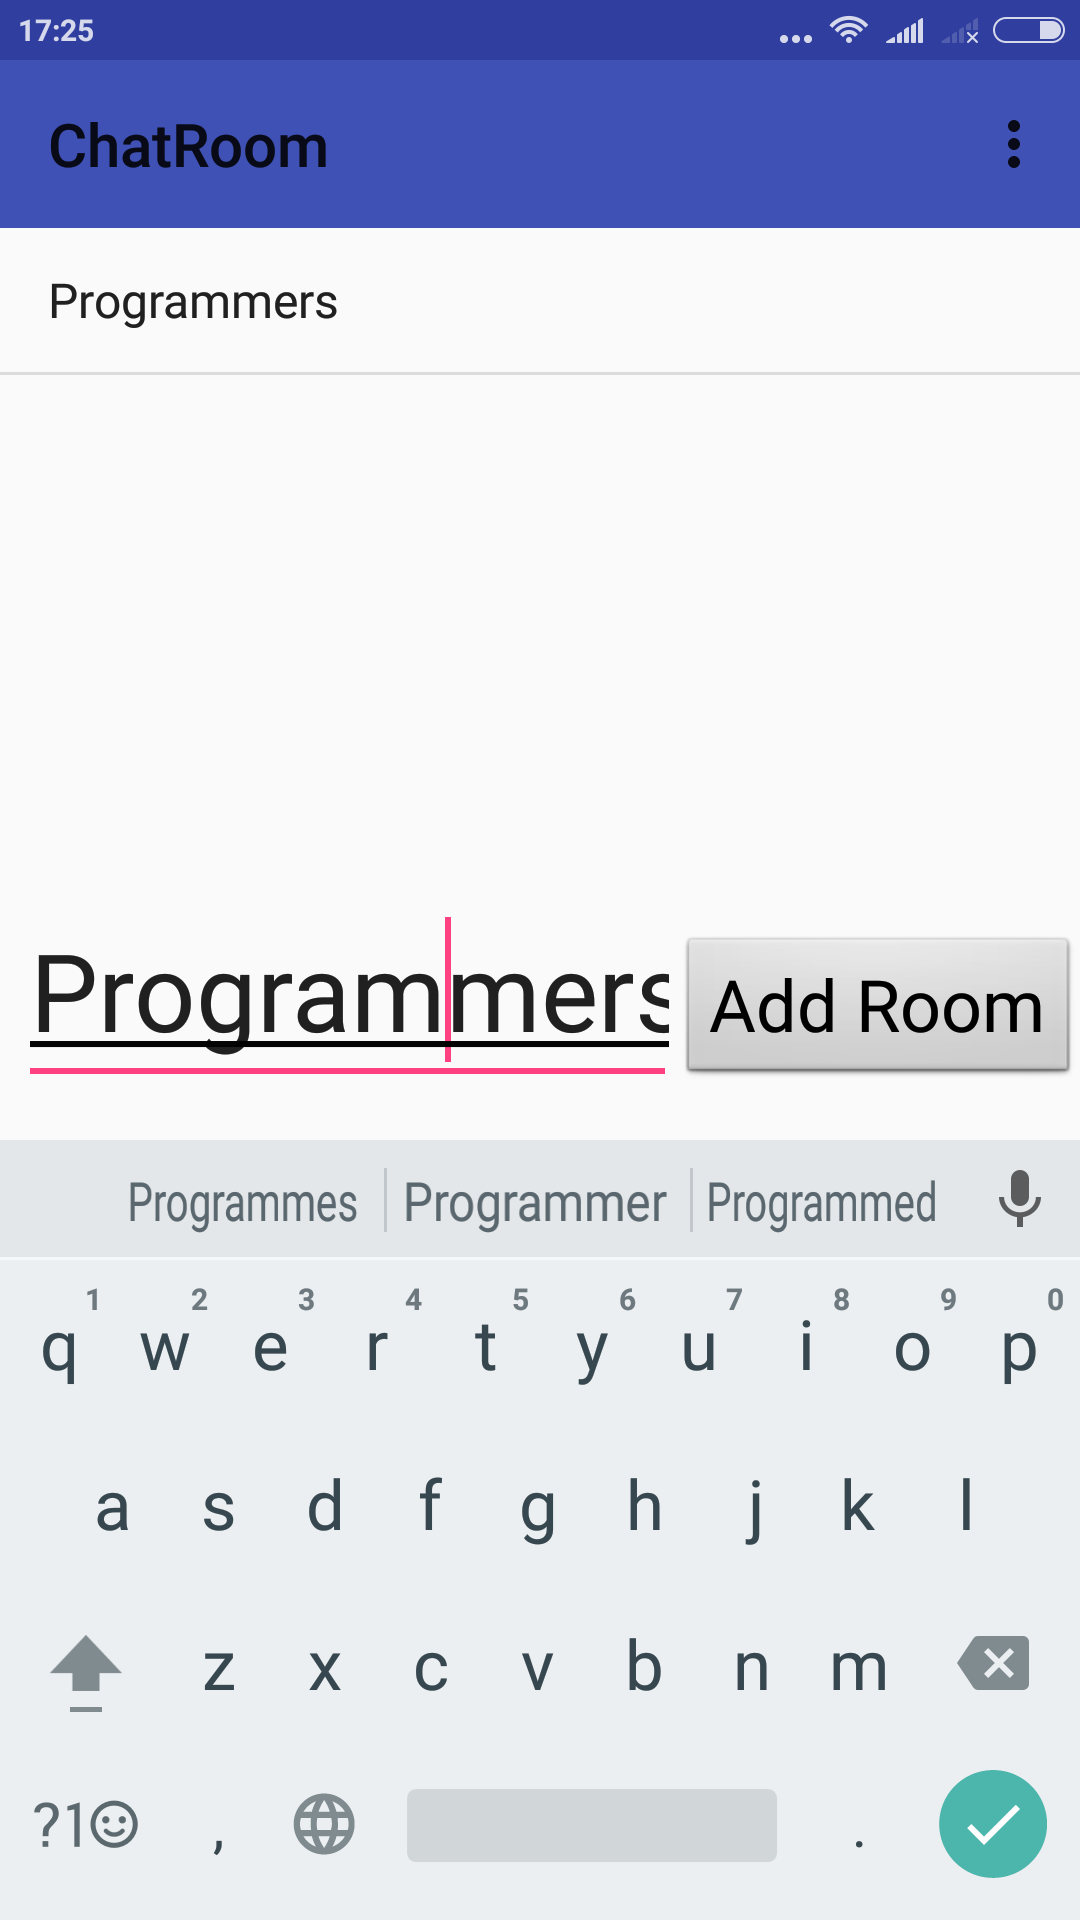 17:25
ChatRoom
Programmers
Programmers
Add Room
Programmes Programmer Programmed
1 2 3 4 5 6 7 8 9 0
q w e r t y u i o p
a s d f g h j k l
z x c v b n m
?1☺ , .